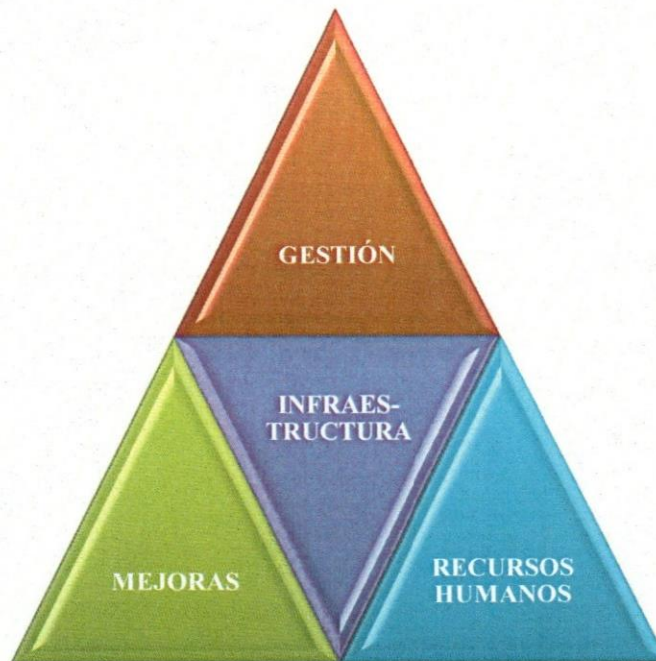 GESTIÓN
INFRAES-
TRUCTURA
MEJORAS
RECURSOS
HUMANOS